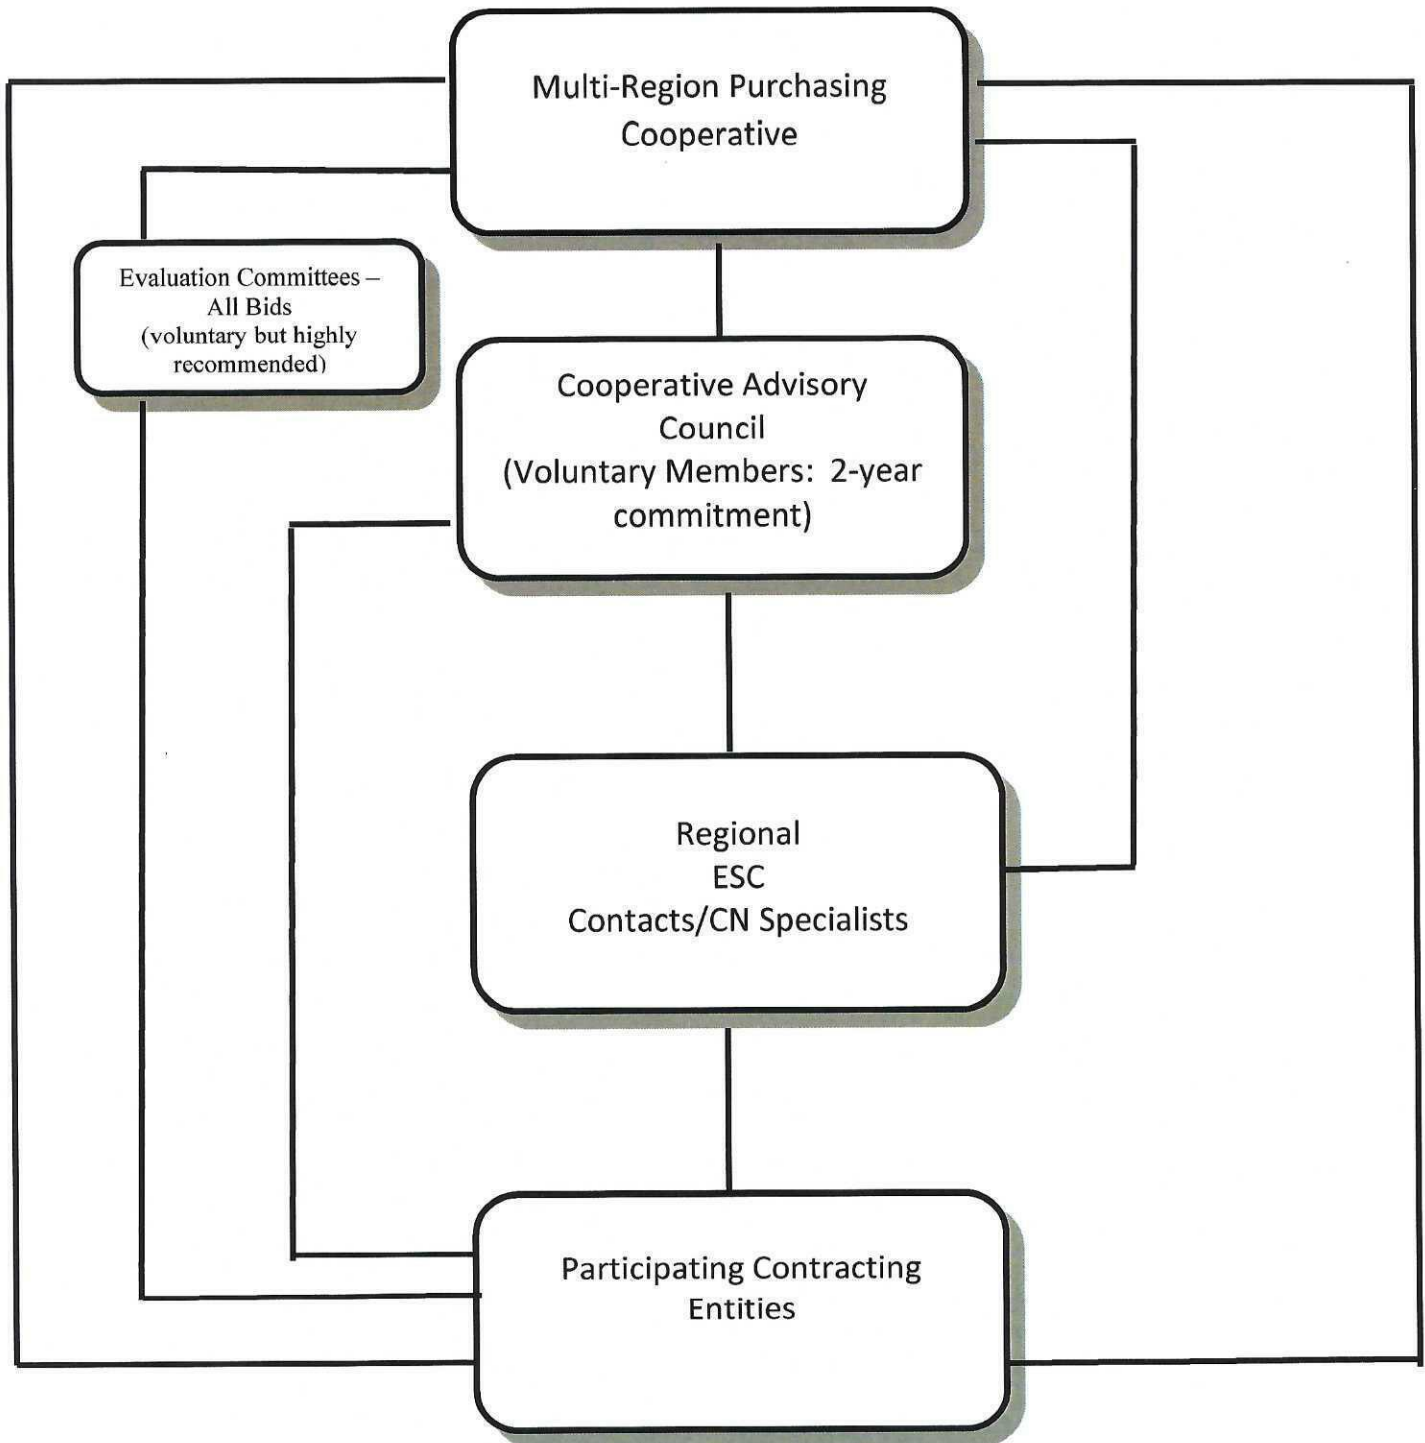 Multi-Region Purchasing
Cooperative
Evaluation Committees –
All Bids
(voluntary but highly
recommended)
Cooperative Advisory
Council
(Voluntary Members:  2-year
commitment)
Regional
ESC
Contacts/CN Specialists
Participating Contracting
Entities